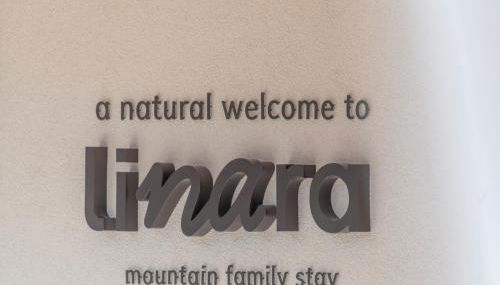 a natural welcome to
linara
mountain family stay